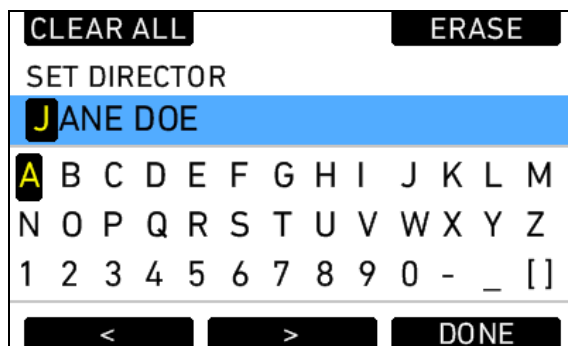 CLEAR ALL ERASE
SET DIRECTOR
JANE DOE
A B C D E F G H I J K L M
N O P Q R S T U V W X Y Z
1 2 3 4 5 6 7 8 9 0 - _ [ ]
< > DONE